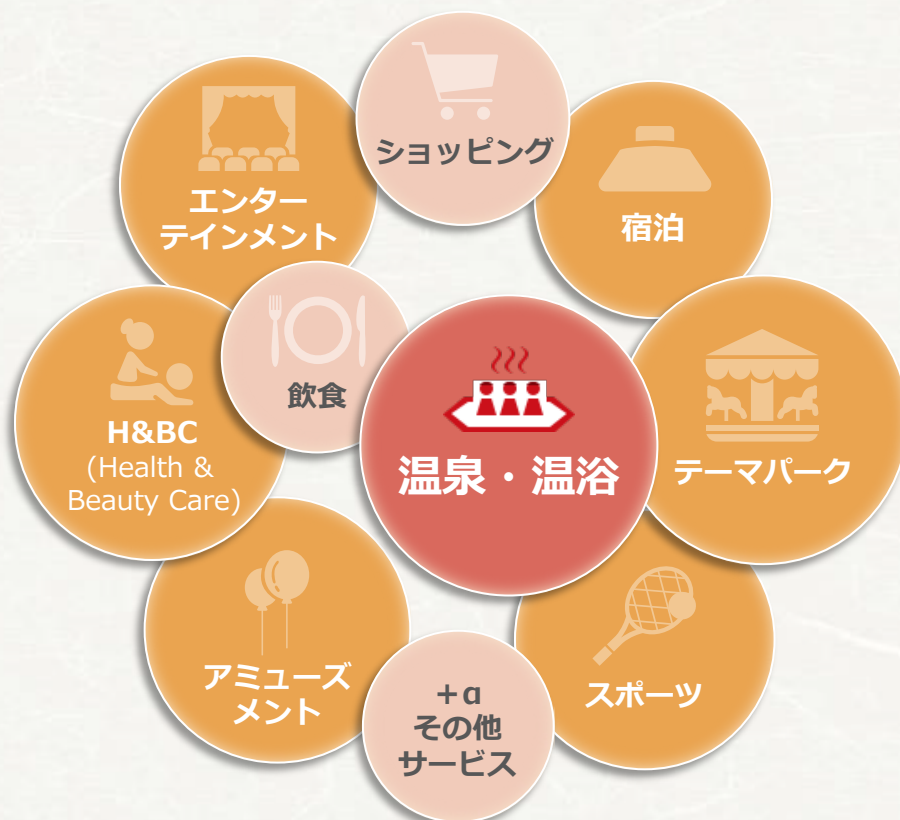 ショッピング
エンター
テインメント
宿泊
飲食
H&BC
(Health &
Beauty Care)
温泉・温浴
テーマパーク
アミューズ
メント
+α
その他
サービス
スポーツ